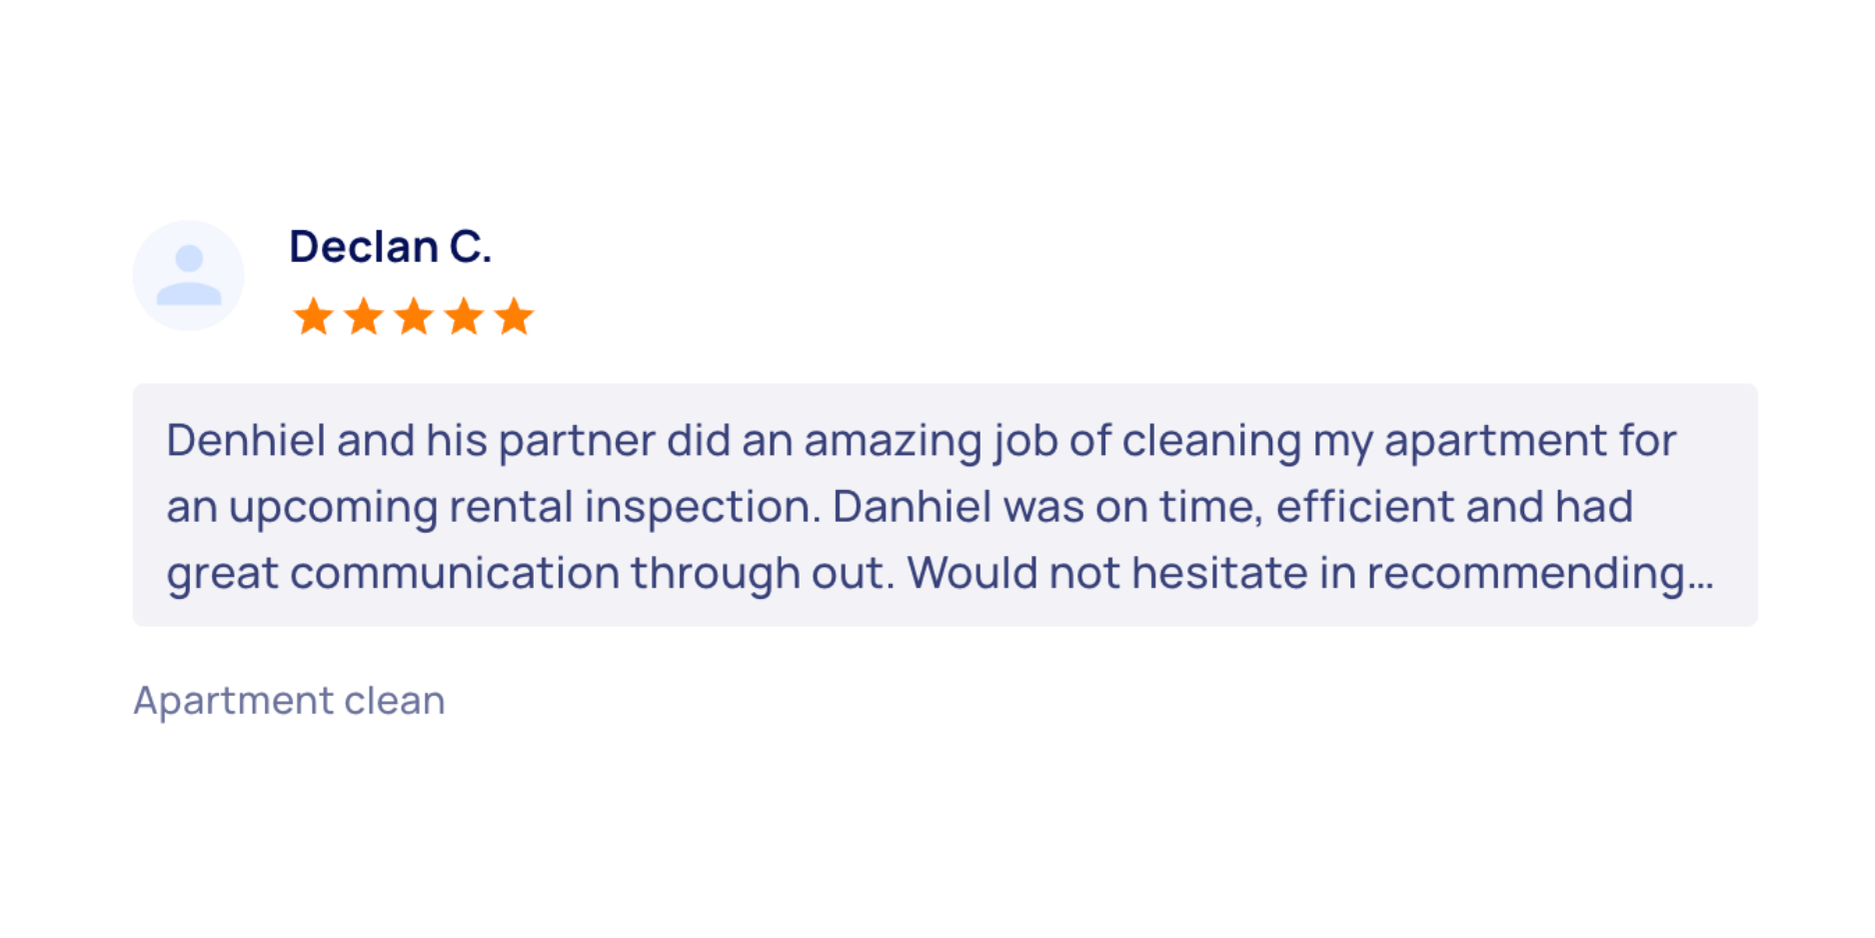 Declan C.
Denhiel and his partner did an amazing job of cleaning my apartment for
an upcoming rental inspection. Danhiel was on time, efficient and had
great communication through out. Would not hesitate in recommending...
Apartment clean